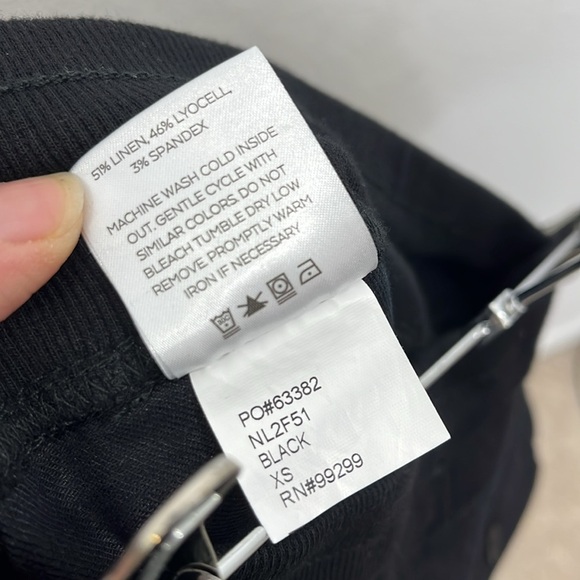 51% LINEN, 46% LYOCELL,
3% SPANDEX
MACHINE WASH COLD INSIDE
OUT. GENTLE CYCLE WITH
SIMILAR COLORS. DO NOT
BLEACH TUMBLE DRY LOW
REMOVE PROMPTLY WARM
IRON IF NECESSARY
PO#63382
NL2F51
BLACK
XS
RN#99299